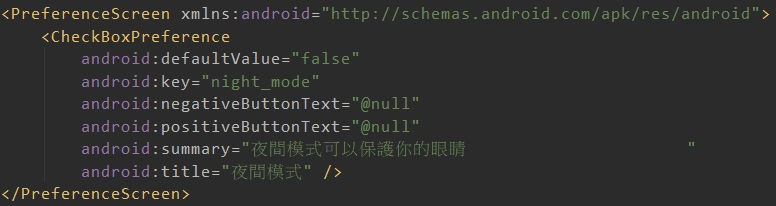 <PreferenceScreen xmlns:android="http://schemas.android.com/apk/res/android">
    <CheckBoxPreference
        android:defaultValue="false"
        android:key="night_mode"
        android:negativeButtonText="@null"
        android:positiveButtonText="@null"
        android:summary="夜間模式可以保護你的眼睛                      "
        android:title="夜間模式" />
</PreferenceScreen>